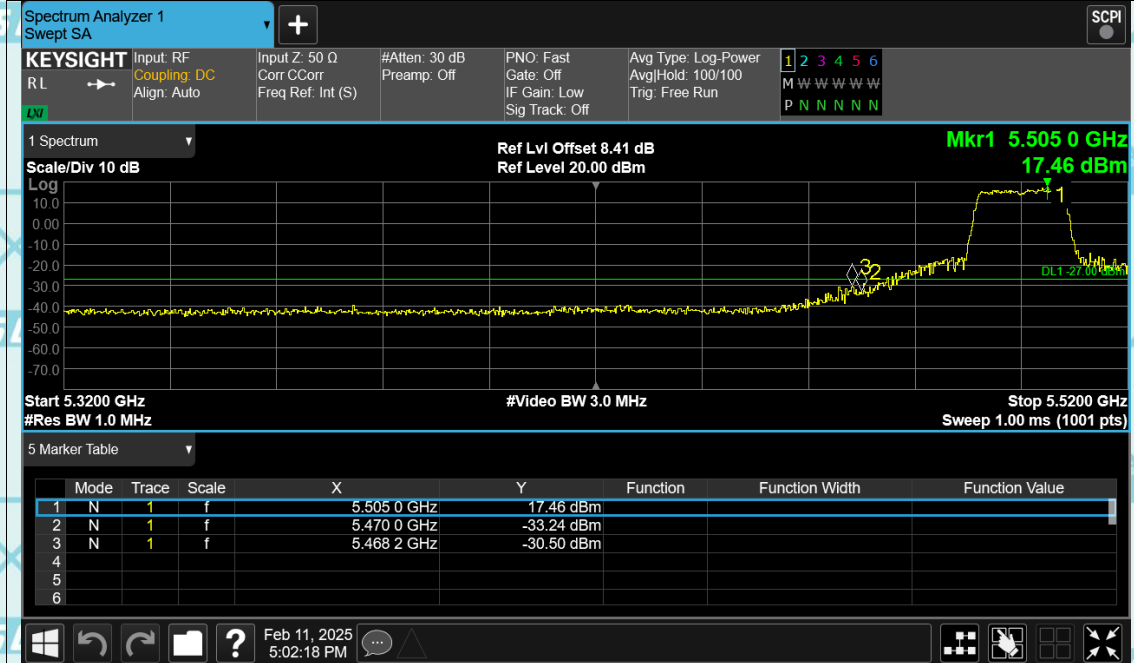 Spectrum Analyzer 1
Swept SA
+
SCPI
KEYSIGHT
R L
LXI
Input: RF
Coupling: DC
Align: Auto
Input Z: 50 Ω
Corr CCorr
Freq Ref: Int (S)
#Atten: 30 dB
Preamp: Off
PNO: Fast
Gate: Off
IF Gain: Low
Sig Track: Off
Avg Type: Log-Power
Avg|Hold: 100/100
Trig: Free Run
1 2 3 4 5 6
M W W W W W
P N N N N N
1 Spectrum
Scale/Div 10 dB
Ref Lvl Offset 8.41 dB
Ref Level 20.00 dBm
Mkr1 5.505 0 GHz
17.46 dBm
Log
10.0
0.00
-10.0
-20.0
-30.0
-40.0
-50.0
-60.0
-70.0
1
3
2
DL1 -27.00 dBm
Start 5.3200 GHz
#Res BW 1.0 MHz
#Video BW 3.0 MHz
Stop 5.5200 GHz
Sweep 1.00 ms (1001 pts)
5 Marker Table
Mode Trace Scale X Y Function Function Width Function Value
1 N 1 f 5.505 0 GHz 17.46 dBm
2 N 1 f 5.470 0 GHz -33.24 dBm
3 N 1 f 5.468 2 GHz -30.50 dBm
4
5
6
?
Feb 11, 2025
5:02:18 PM